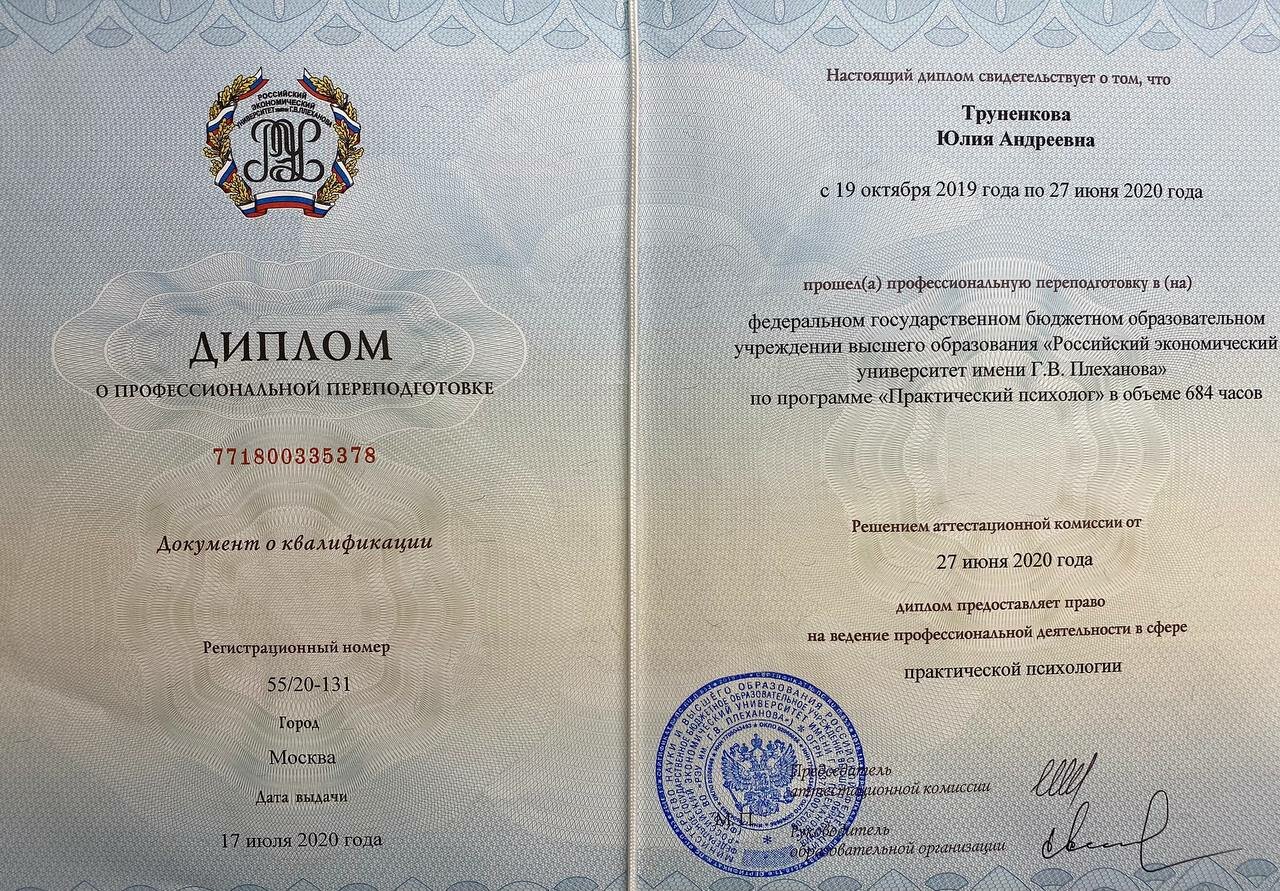 РОССИЙСКИЙ
ЭКОНОМИЧЕСКИЙ
УНИВЕРСИТЕТ ИМЕНИ Г.В. ПЛЕХАНОВА
ДИПЛОМ
О ПРОФЕССИОНАЛЬНОЙ ПЕРЕПОДГОТОВКЕ
771800335378
Документ о квалификации
Регистрационный номер
55/20-131
Город
Москва
Дата выдачи
17 июля 2020 года
Настоящий диплом свидетельствует о том, что
Труненкова
Юлия Андреевна
с 19 октября 2019 года по 27 июня 2020 года
прошел(а) профессиональную переподготовку в (на)
федеральном государственном бюджетном образовательном
учреждении высшего образования «Российский экономический
университет имени Г.В. Плеханова»
по программе «Практический психолог» в объеме 684 часов
Решением аттестационной комиссии от
27 июня 2020 года
диплом предоставляет право
на ведение профессиональной деятельности в сфере
практической психологии
Председатель
аттестационной комиссии
М.П.
Руководитель
образовательной организации